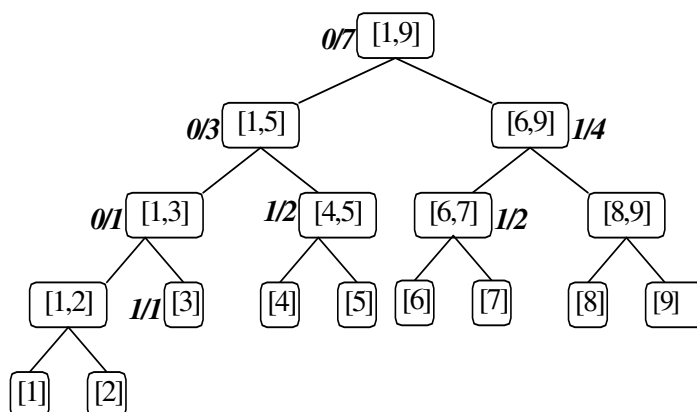 0/7 [1,9]
0/3 [1,5] [6,9] 1/4
0/1 [1,3] 1/2 [4,5] [6,7] 1/2 [8,9]
[1,2] 1/1 [3] [4] [5] [6] [7] [8] [9]
[1] [2]